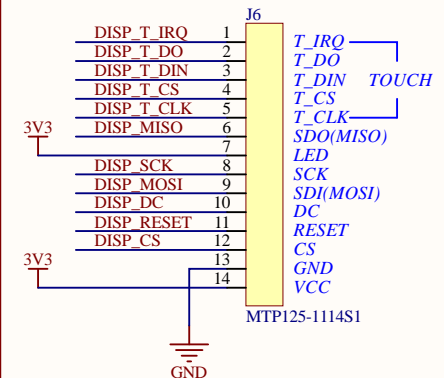 J6
DISP_T_IRQ 1 T_IRQ
DISP_T_DO 2 T_DO
DISP_T_DIN 3 T_DIN TOUCH
DISP_T_CS 4 T_CS
DISP_T_CLK 5 T_CLK
DISP_MISO 6 SDO(MISO)
3V3 7 LED
DISP_SCK 8 SCK
DISP_MOSI 9 SDI(MOSI)
DISP_DC 10 DC
DISP_RESET 11 RESET
DISP_CS 12 CS
13 GND
3V3 14 VCC
MTP125-1114S1
GND